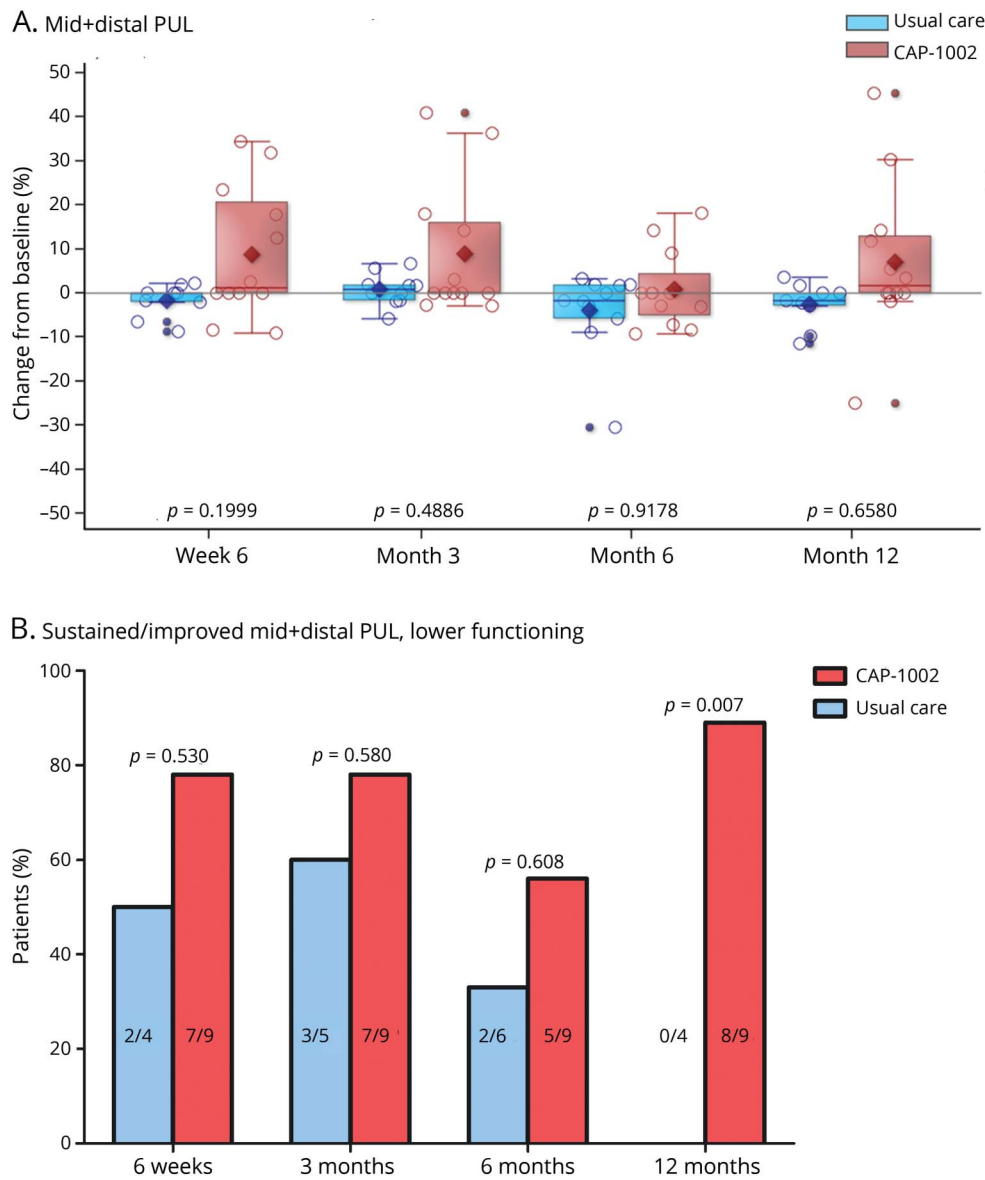 A. Mid+distal PUL
Usual care
CAP-1002
Change from baseline (%)
50
40
30
20
10
0
–10
–20
–30
–40
–50
p = 0.1999
p = 0.4886
p = 0.9178
p = 0.6580
Week 6
Month 3
Month 6
Month 12
B. Sustained/improved mid+distal PUL, lower functioning
CAP-1002
Usual care
Patients (%)
100
80
60
40
20
0
p = 0.530
p = 0.580
p = 0.608
p = 0.007
2/4
7/9
3/5
7/9
2/6
5/9
0/4
8/9
6 weeks
3 months
6 months
12 months